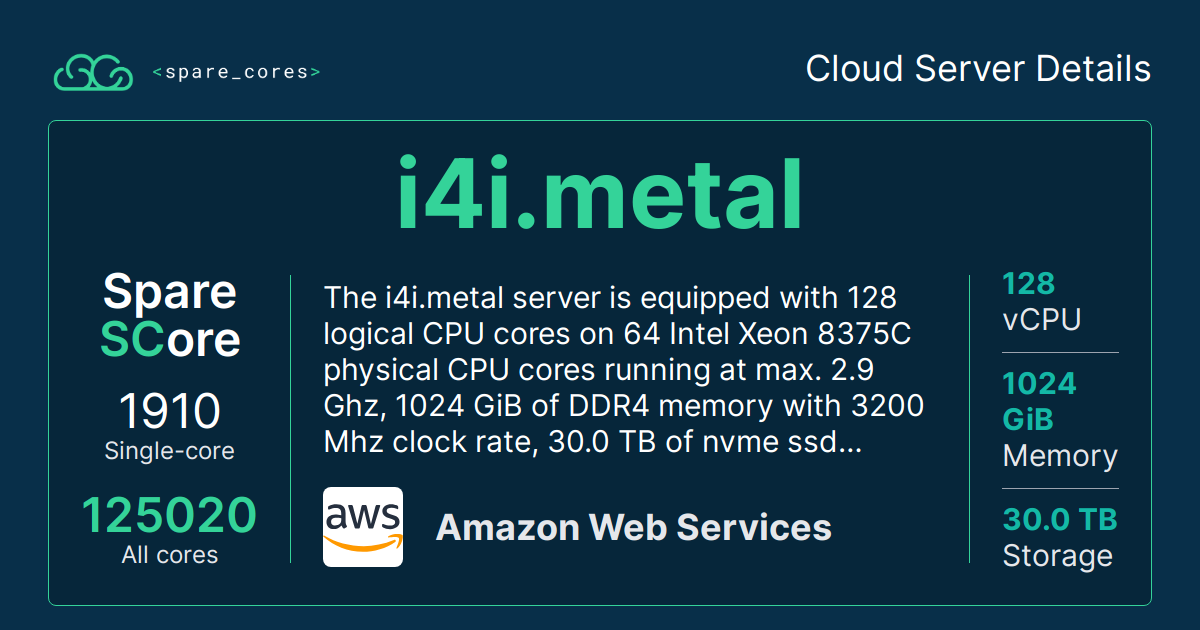 <spare_cores>
Cloud Server Details
i4i.metal
Spare
SCore
1910
Single-core
125020
All cores
The i4i.metal server is equipped with 128
logical CPU cores on 64 Intel Xeon 8375C
physical CPU cores running at max. 2.9
Ghz, 1024 GiB of DDR4 memory with 3200
Mhz clock rate, 30.0 TB of nvme ssd...
aws
Amazon Web Services
128
vCPU
1024
GiB
Memory
30.0 TB
Storage